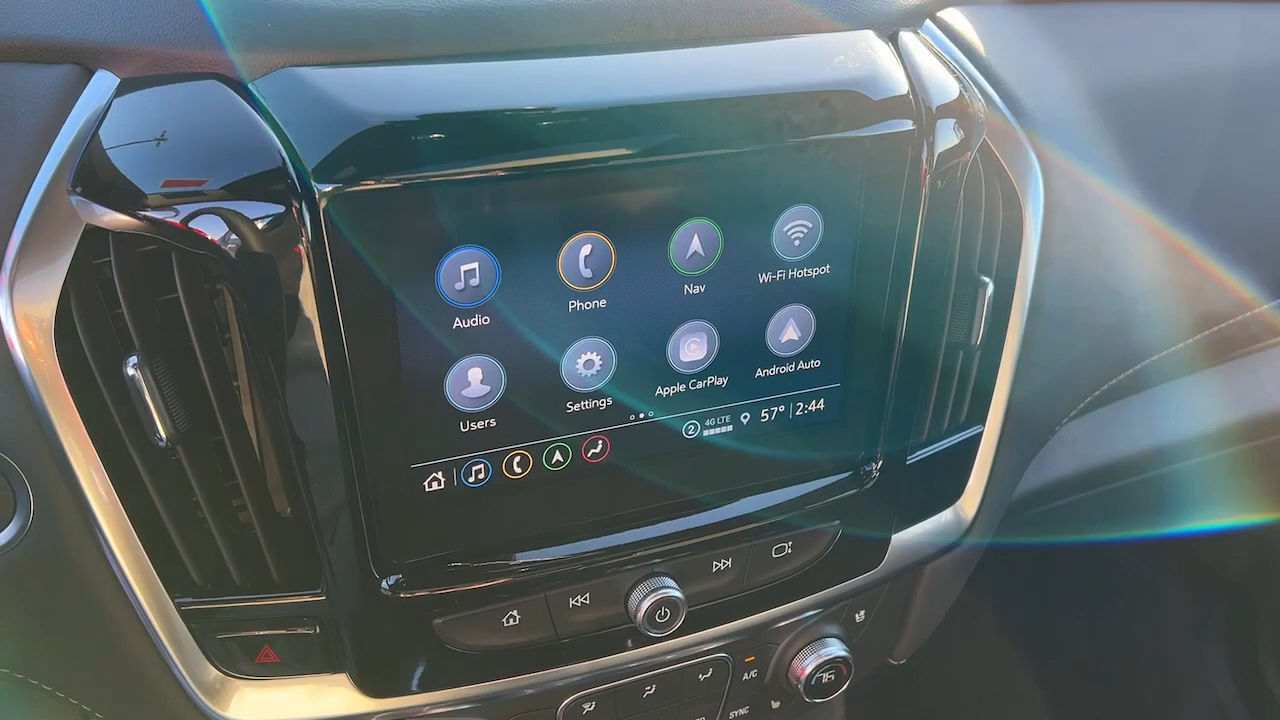 Audio
Phone
Nav
Wi-Fi Hotspot
Users
Settings
Apple CarPlay
Android Auto
2
4G LTE
57° 2:44
A/C
SYNC
75